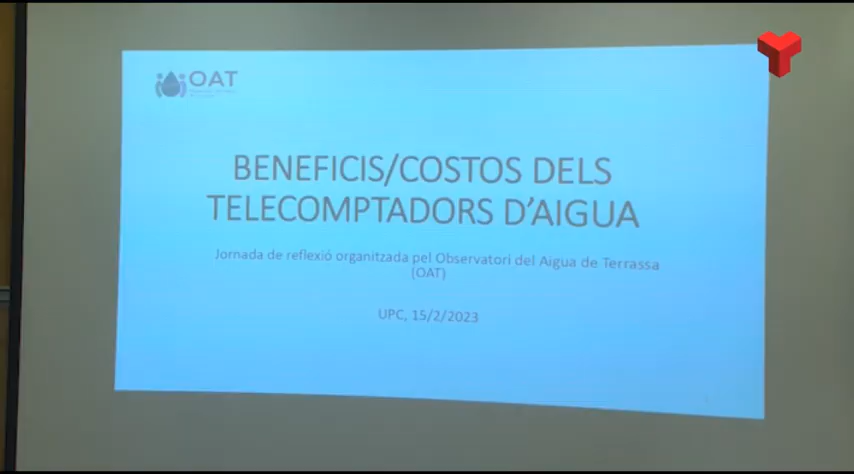 OAT
BENEFICIS/COSTOS DELS
TELECOMPTADORS D'AIGUA
Jornada de reflexió organitzada pel Observatori del Aigua de Terrassa
(OAT)
UPC, 15/2/2023